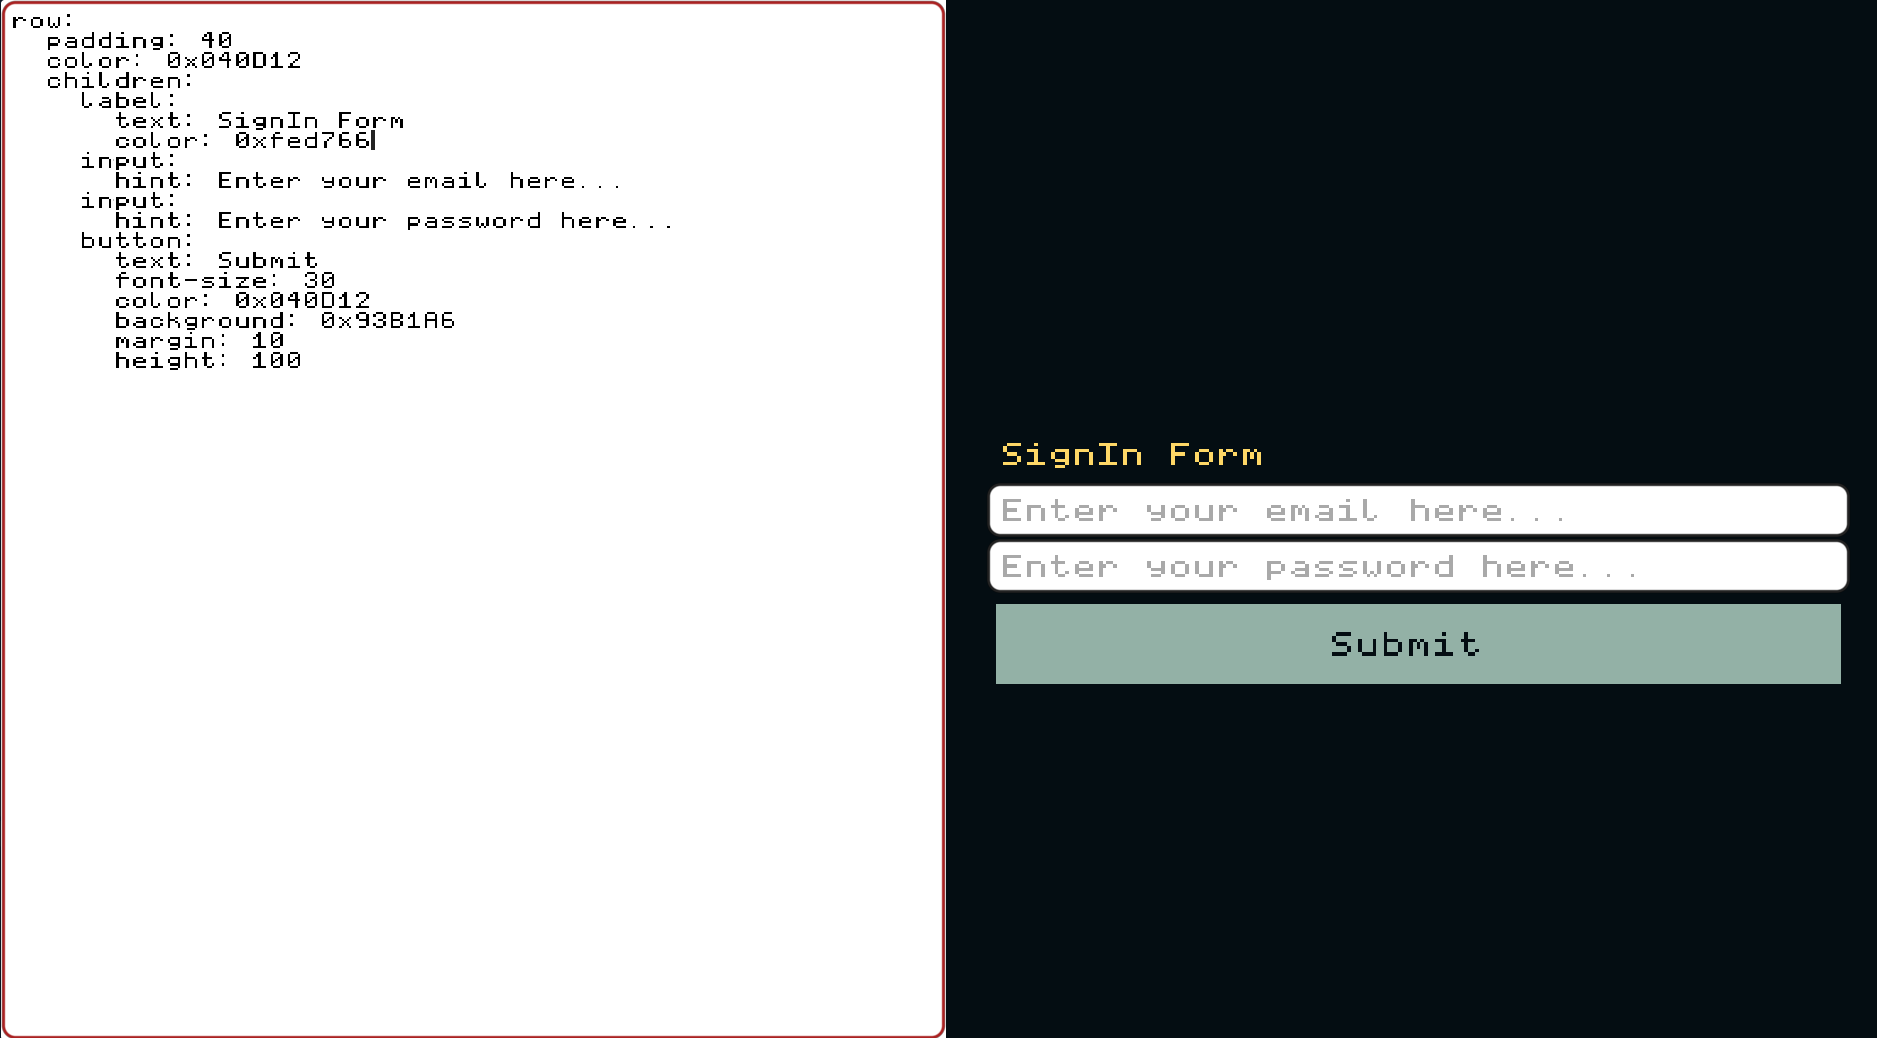 row:
  padding: 40
  color: 0x040D12
  children:
    label:
      text: SignIn Form
      color: 0xfed766
    input:
      hint: Enter your email here...
    input:
      hint: Enter your password here...
    button:
      text: Submit
      font-size: 30
      color: 0x040D12
      background: 0x93B1A6
      margin: 10
      height: 100
SignIn Form
Enter your email here...
Enter your password here...
Submit